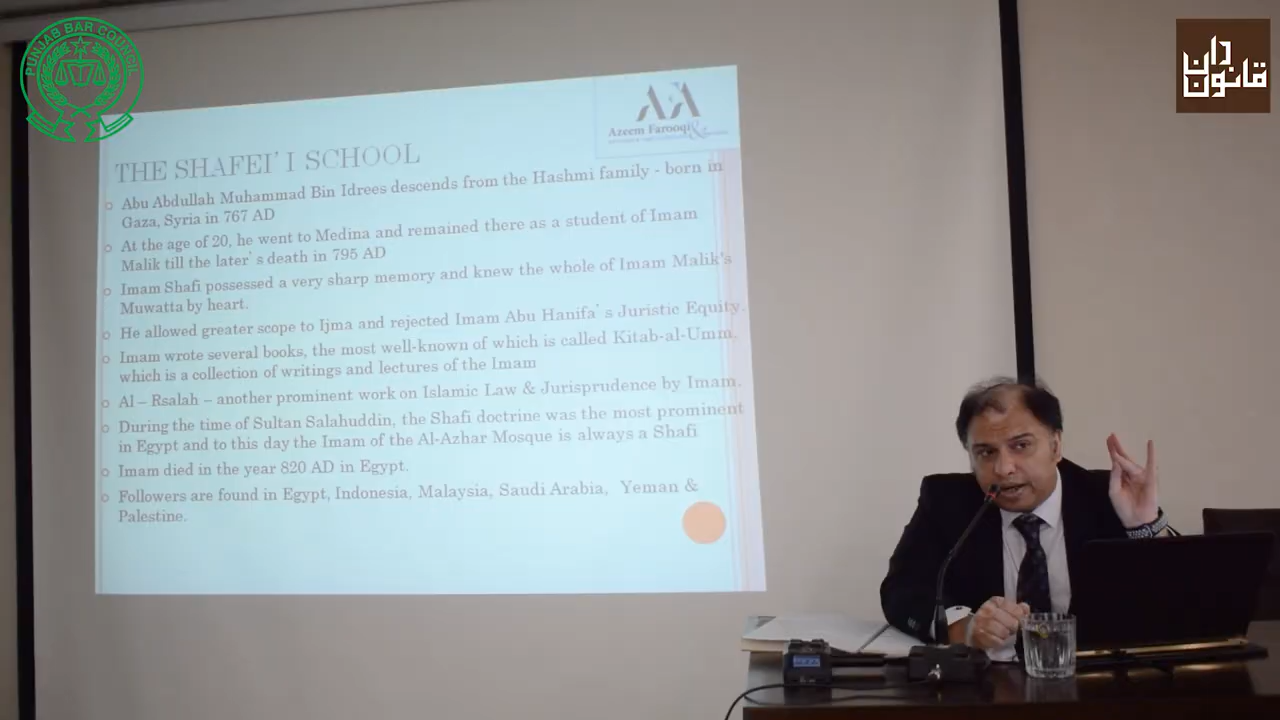 PUNJAB BAR COUNCIL
قانون دان
AFA
Azeem Farooqi
THE SHAFEI' I SCHOOL
Abu Abdullah Muhammad Bin Idrees descends from the Hashmi family - born in
Gaza, Syria in 767 AD
At the age of 20, he went to Medina and remained there as a student of Imam
Malik till the later's death in 795 AD
Imam Shafi possessed a very sharp memory and knew the whole of Imam Malik's
Muwatta by heart.
He allowed greater scope to Ijma and rejected Imam Abu Hanifa's Juristic Equity.
Imam wrote several books, the most well-known of which is called Kitab-al-Umm,
which is a collection of writings and lectures of the Imam
Al – Rsalah – another prominent work on Islamic Law & Jurisprudence by Imam.
During the time of Sultan Salahuddin, the Shafi doctrine was the most prominent
in Egypt and to this day the Imam of the Al-Azhar Mosque is always a Shafi
Imam died in the year 820 AD in Egypt.
Followers are found in Egypt, Indonesia, Malaysia, Saudi Arabia, Yeman &
Palestine.